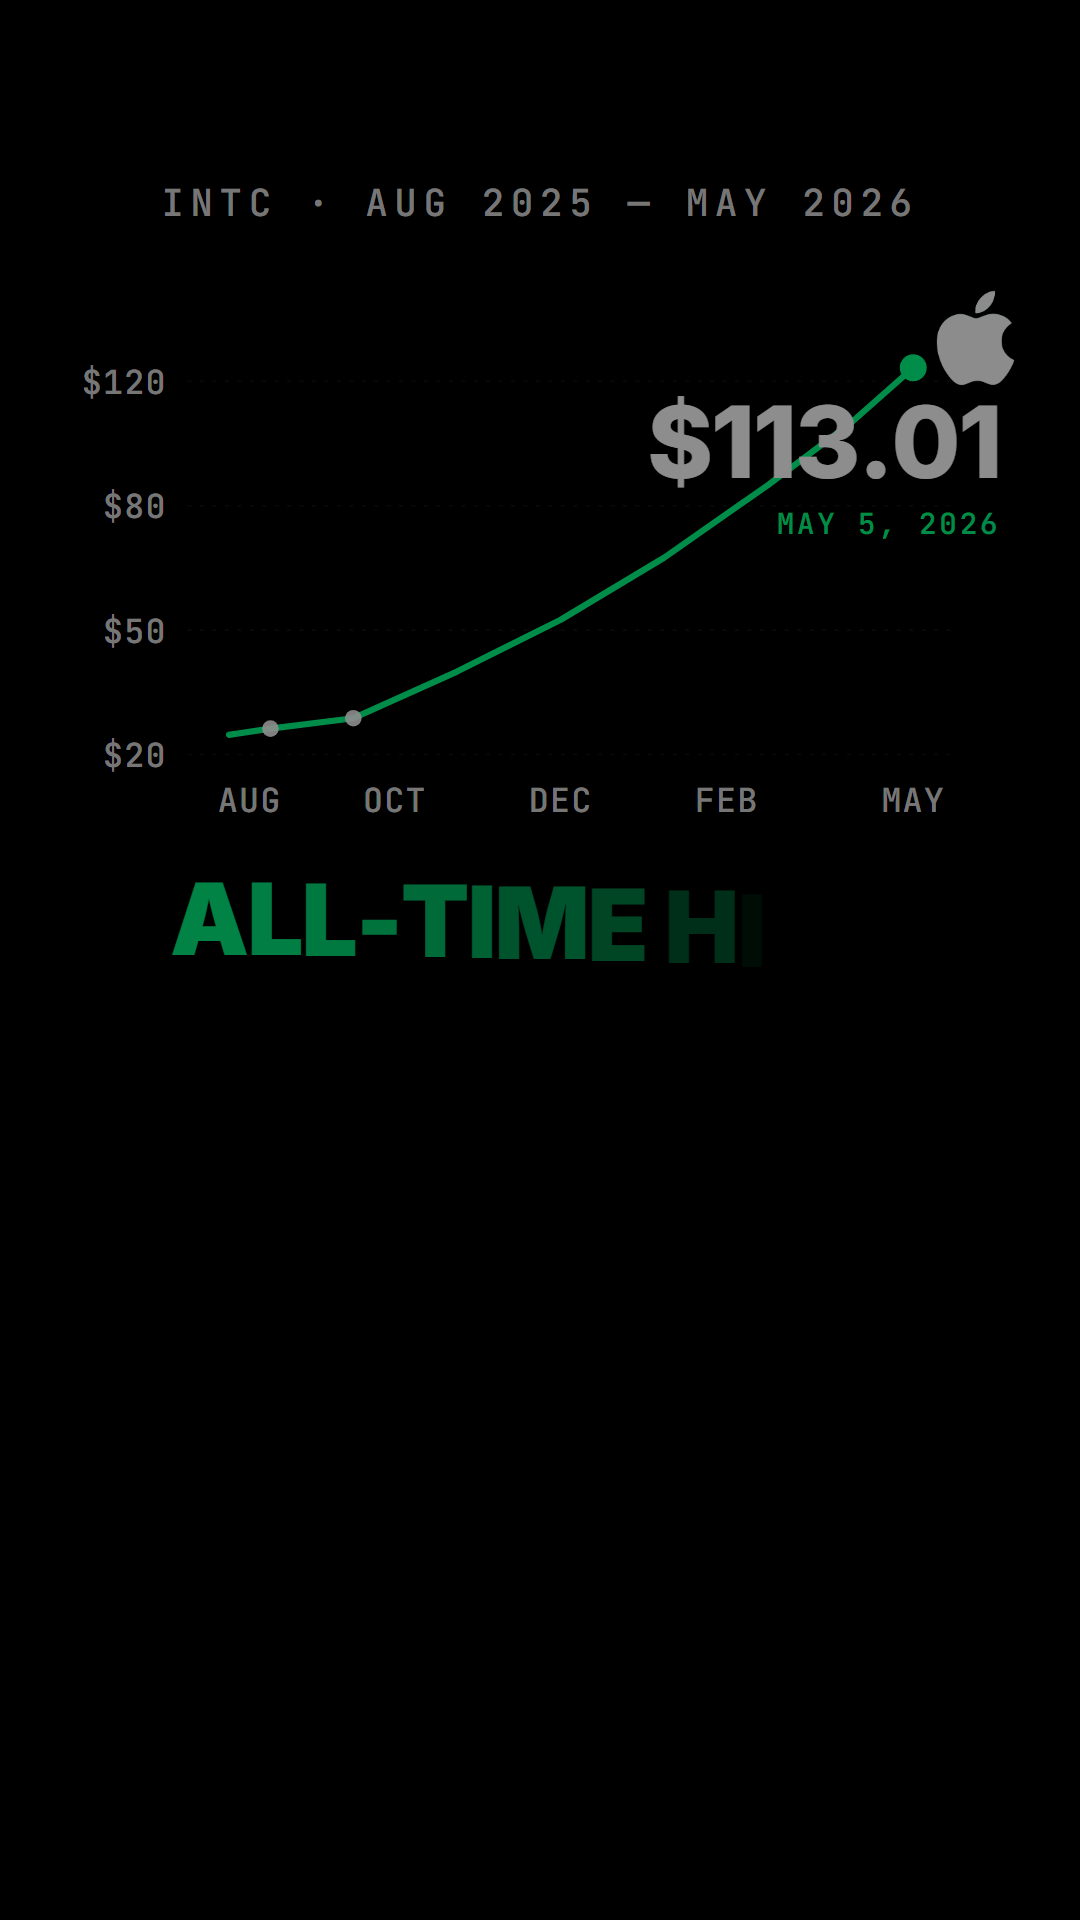 INTC · AUG 2025 — MAY 2026
$120
$113.01
$80
MAY 5, 2026
$50
$20
AUG OCT DEC FEB MAY
ALL-TIME HI